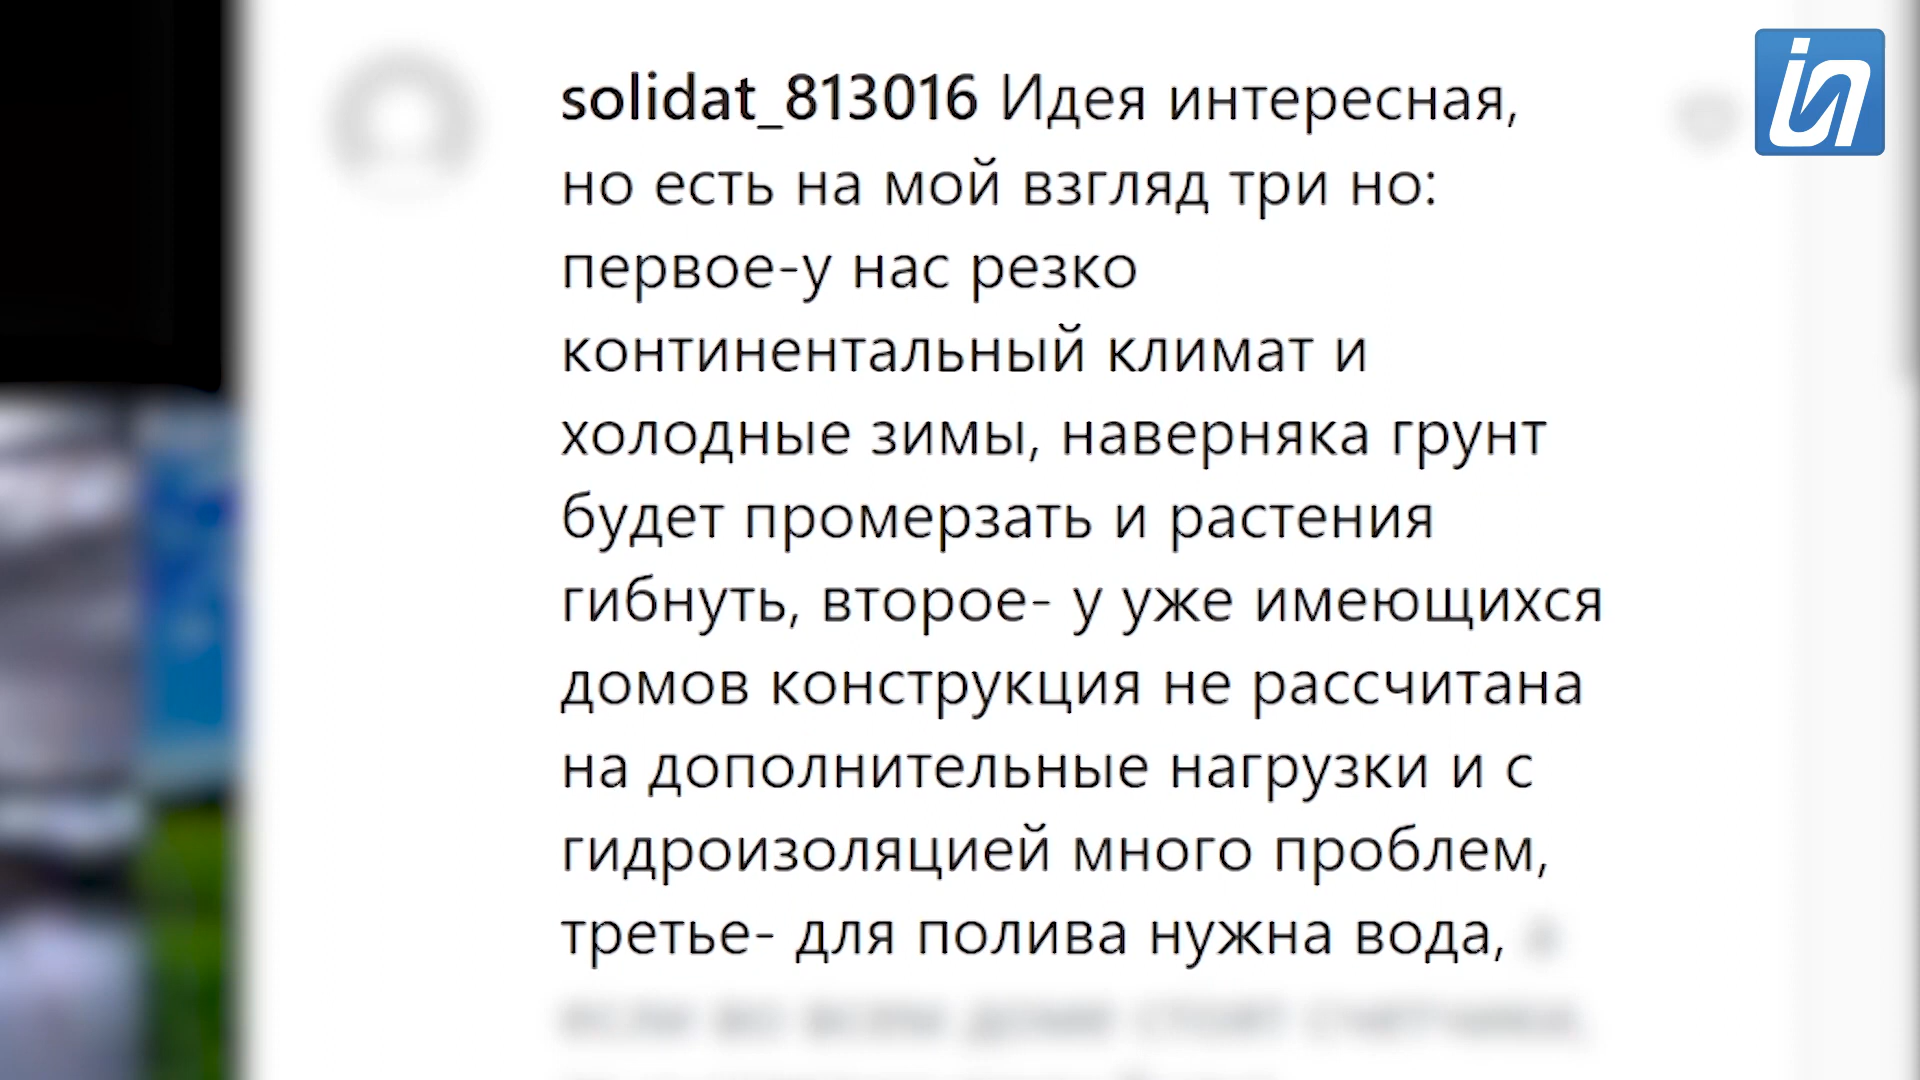 solidat_813016 Идея интересная,
но есть на мой взгляд три но:
первое-у нас резко
континентальный климат и
холодные зимы, наверняка грунт
будет промерзать и растения
гибнуть, второе- у уже имеющихся
домов конструкция не рассчитана
на дополнительные нагрузки и с
гидроизоляцией много проблем,
третье- для полива нужна вода,
in